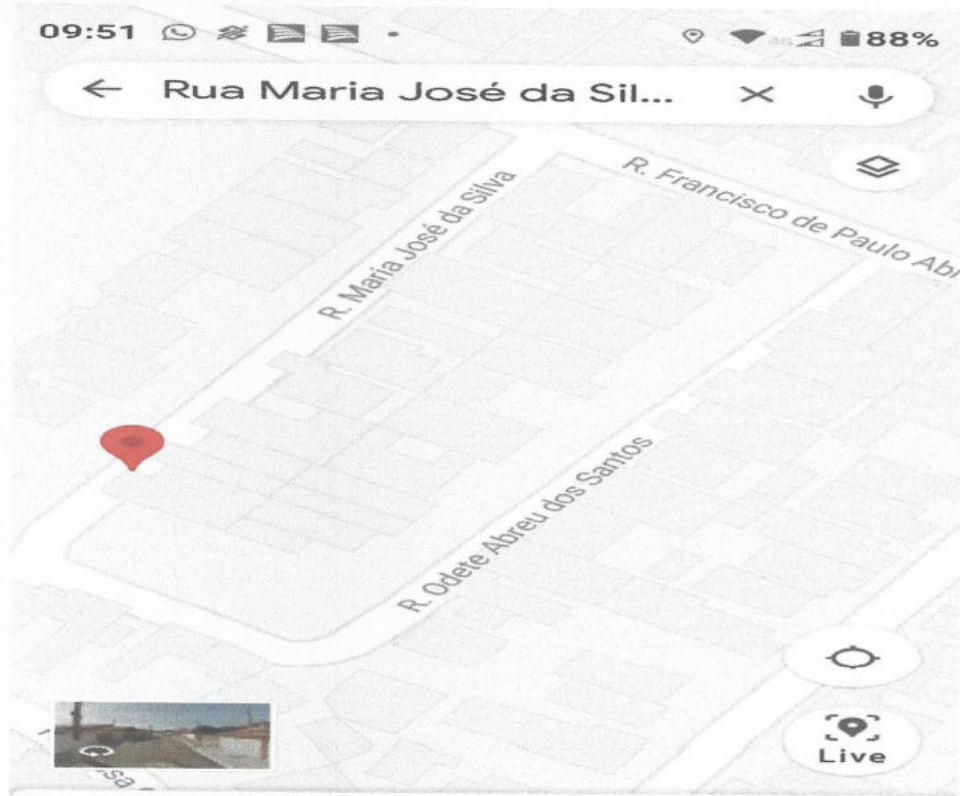 09:51
88%
Rua Maria José da Sil...
R. Maria José da Silva
R. Francisco de Paulo Abr
R. Odete Abreu dos Santos
Live